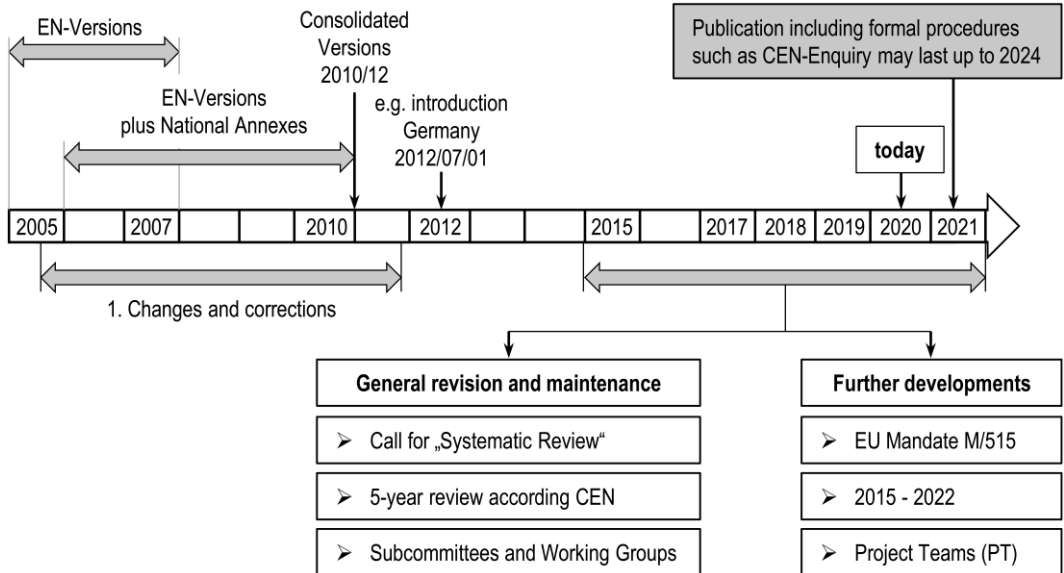 EN-Versions
Consolidated
Versions
2010/12
Publication including formal procedures
such as CEN-Enquiry may last up to 2024
EN-Versions
plus National Annexes
e.g. introduction
Germany
2012/07/01
today
2005 2007 2010 2012 2015 2017 2018 2019 2020 2021
1. Changes and corrections
General revision and maintenance
➢ Call for „Systematic Review“
➢ 5-year review according CEN
➢ Subcommittees and Working Groups
Further developments
➢ EU Mandate M/515
➢ 2015 - 2022
➢ Project Teams (PT)